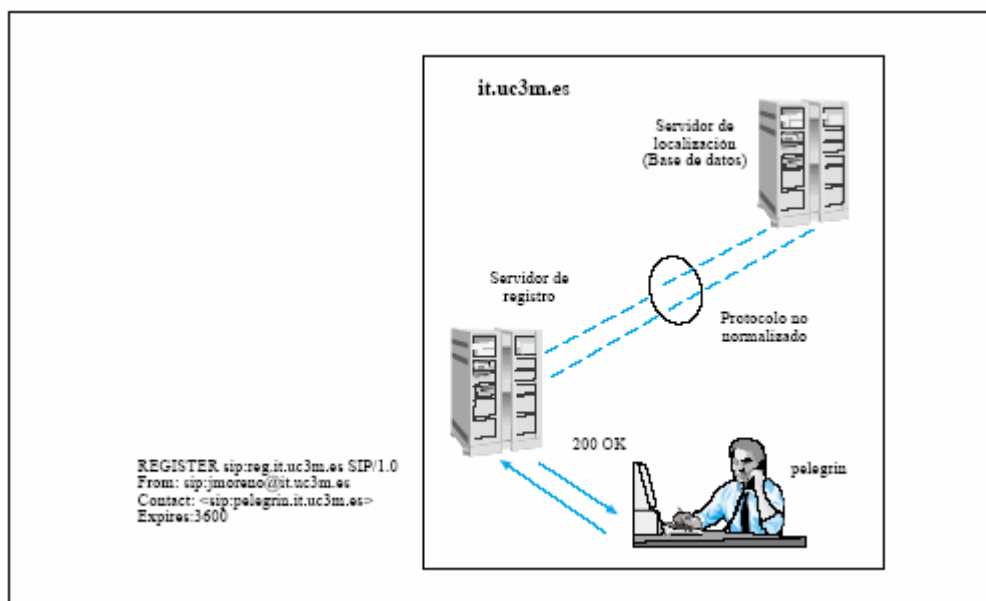 it.uc3m.es
Servidor de
localización
(Base de datos)
Servidor de
registro
Protocolo no
normalizado
200 OK
pelegrin
REGISTER sip:reg.it.uc3m.es SIP/1.0
From: sip:jmoreno@it.uc3m.es
Contact: <sip:pelegrin.it.uc3m.es>
Expires:3600